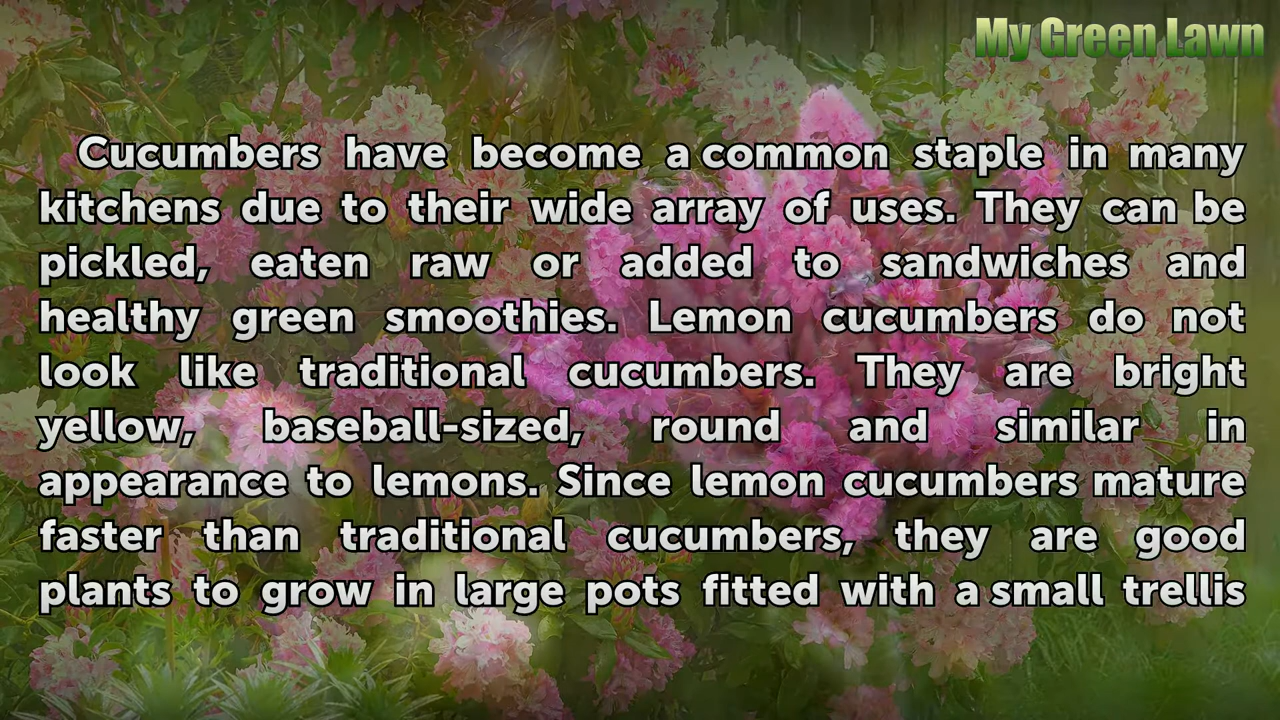 My Green Lawn
Cucumbers have become a common staple in many
kitchens due to their wide array of uses. They can be
pickled, eaten raw or added to sandwiches and
healthy green smoothies. Lemon cucumbers do not
look like traditional cucumbers. They are bright
yellow, baseball-sized, round and similar in
appearance to lemons. Since lemon cucumbers mature
faster than traditional cucumbers, they are good
plants to grow in large pots fitted with a small trellis